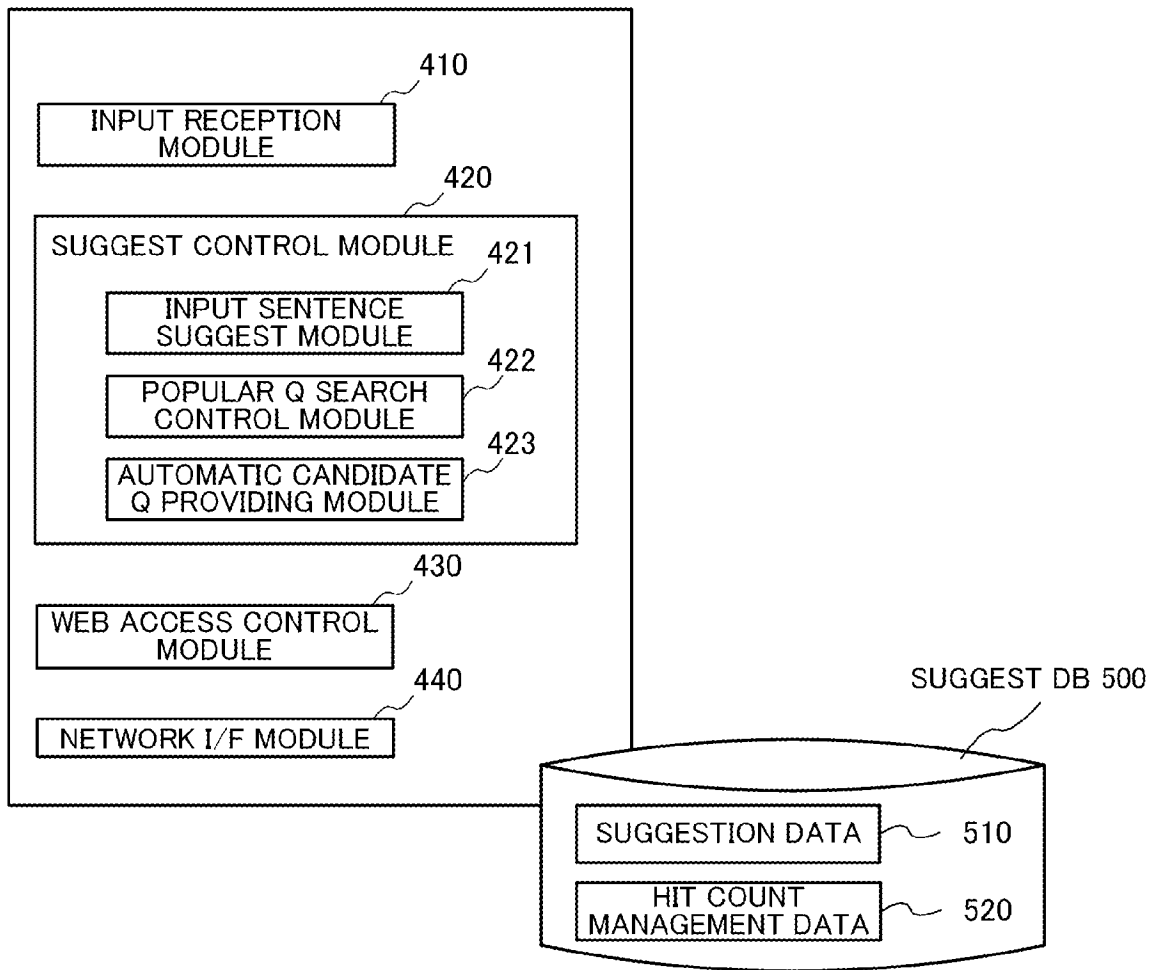 410
INPUT RECEPTION
MODULE
420
SUGGEST CONTROL MODULE
421
INPUT SENTENCE
SUGGEST MODULE
422
POPULAR Q SEARCH
CONTROL MODULE
423
AUTOMATIC CANDIDATE
Q PROVIDING MODULE
430
WEB ACCESS CONTROL
MODULE
440
NETWORK I/F MODULE
SUGGEST DB 500
SUGGESTION DATA 510
HIT COUNT
MANAGEMENT DATA 520